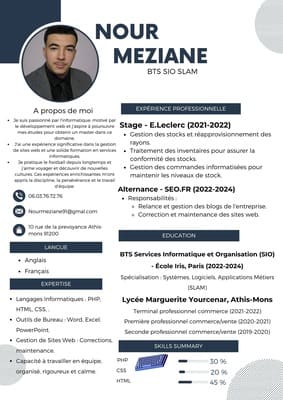 NOUR
MEZIANE
BTS SIO SLAM
A propos de moi
• Je suis passionné par l'informatique, motivé par
le développement web et j'aspire à poursuivre
mes études pour obtenir un master dans ce
domaine.
• J'ai une expérience significative dans la gestion
de sites web et une solide formation en services
informatiques.
• Je pratique le football depuis longtemps et
j'aime voyager et découvrir de nouvelles
cultures. Ces expériences enrichissantes m'ont
appris la discipline, la persévérance et le travail
d'équipe.
06.03.76.72.76
Nourmeziane91@gmail.com
10 rue de la prevoyance Athis-
mons 91200
LANGUE
• Anglais
• Français
EXPERTISE
• Langages Informatiques : PHP,
HTML, CSS, .
• Outils de Bureau : Word, Excel
PowerPoint.
• Gestion de Sites Web : Corrections,
maintenance.
• Capacité à travailler en équipe,
organisé, rigoureux et calme.
EXPÉRIENCE PROFESSIONNELLE
Stage - E.Leclerc (2021-2022)
• Gestion des stocks et réapprovisionnement des
rayons.
• Traitement des inventaires pour assurer la
conformité des stocks.
• Gestion des commandes informatiques pour
maintenir les niveaux de stock.
Alternance - SEO.FR (2022-2024)
• Responsabilités :
• Relance et gestion des blogs de l'entreprise.
• Correction et maintenance des sites web.
EDUCATION
BTS Services Informatique et Organisation (SIO)
- École Iris, Paris (2022-2024)
Spécialisation : Systèmes, Logiciels, Applications Métiers
(SLAM)
Lycée Marguerite Yourcenar, Athis-Mons
Terminal professionnel commerce (2021-2022)
Première professionnel commerce/vente (2020-2021)
Seconde professionnel commerce/vente (2019-2020)
SKILLS SUMMARY
PHP
30 %
CSS
20 %
HTML
45 %